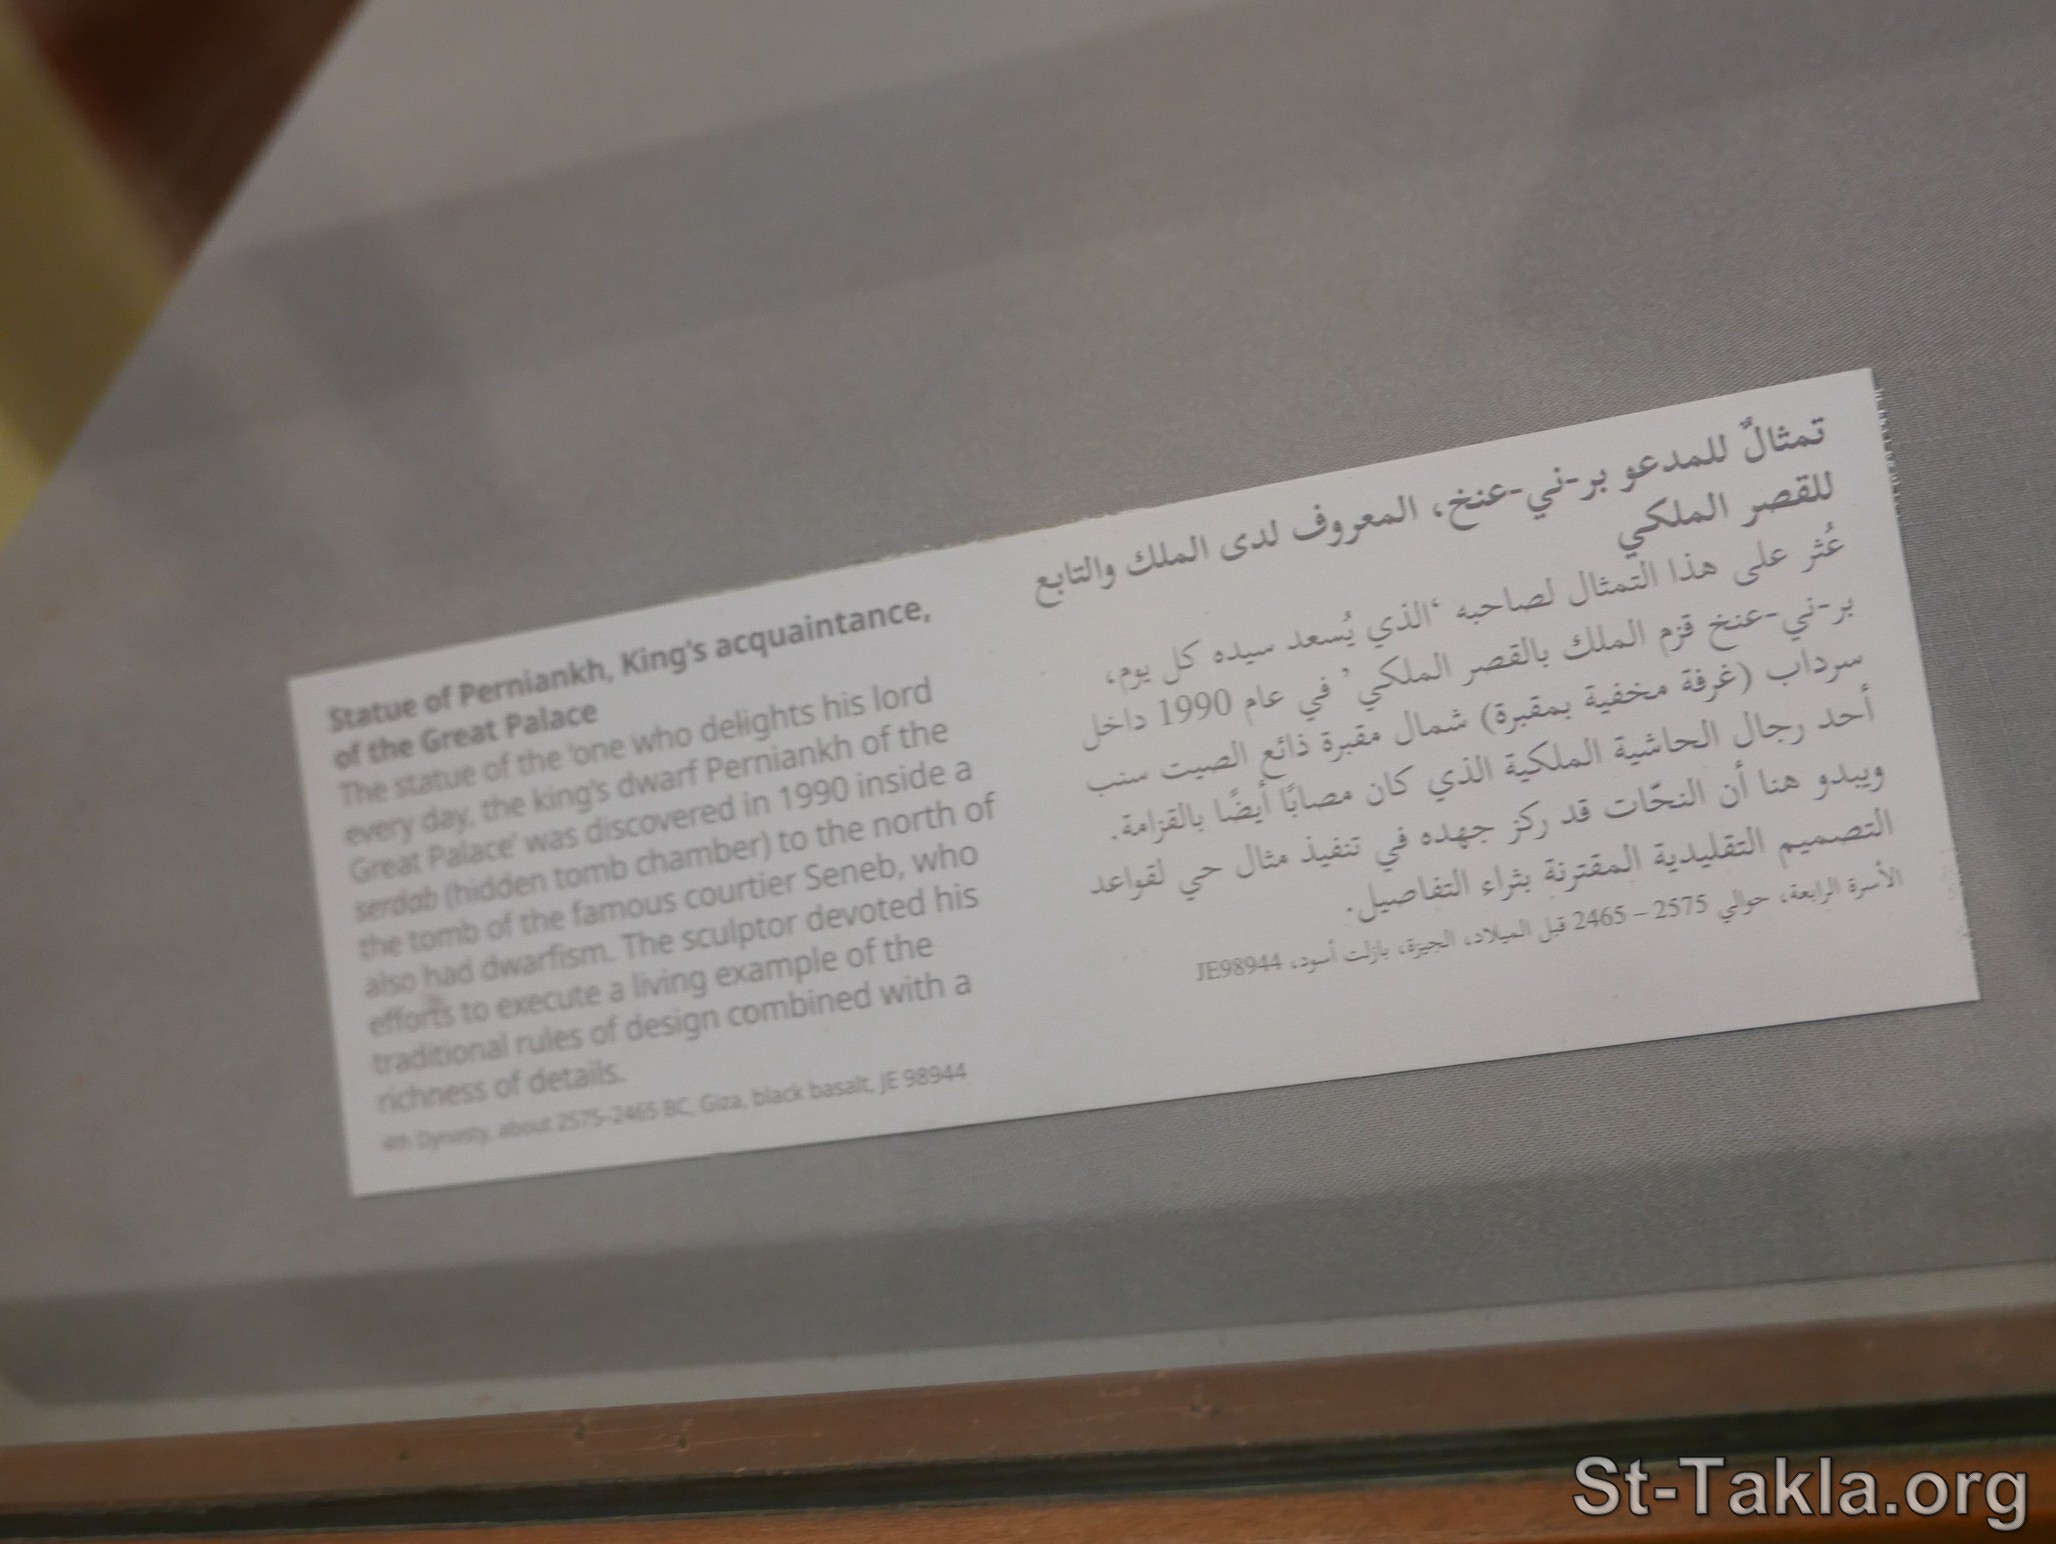 Statue of Perniankh, King's acquaintance,
of the Great Palace
The statue of the 'one who delights his lord
every day, the king's dwarf Perniankh of the
Great Palace' was discovered in 1990 inside a
serdab (hidden tomb chamber) to the north of
the tomb of the famous courtier Seneb, who
also had dwarfism. The sculptor devoted his
efforts to execute a living example of the
traditional rules of design combined with a
richness of details.
4th Dynasty, about 2575–2465 BC, Giza, black basalt, JE 98944
تمثالٌ للمدعو بر-ني-عنخ، المعروف لدى الملك والتابع
للقصر الملكي
عُثر على هذا التمثال لصاحبه ‘الذي يُسعد سيده كل يوم،
بر-ني-عنخ قزم الملك بالقصر الملكي’ في عام 1990 داخل
سرداب (غرفة مخفية بمقبرة) شمال مقبرة ذائع الصيت سنب
أحد رجال الحاشية الملكية الذي كان مصابًا أيضًا بالقزامة.
ويبدو هنا أن النحّات قد ركز جهده في تنفيذ مثال حي لقواعد
التصميم التقليدية المقترنة بثراء التفاصيل.
الأسرة الرابعة، حوالي 2575 – 2465 قبل الميلاد، الجيزة، بازلت أسود، JE98944
St-Takla.org